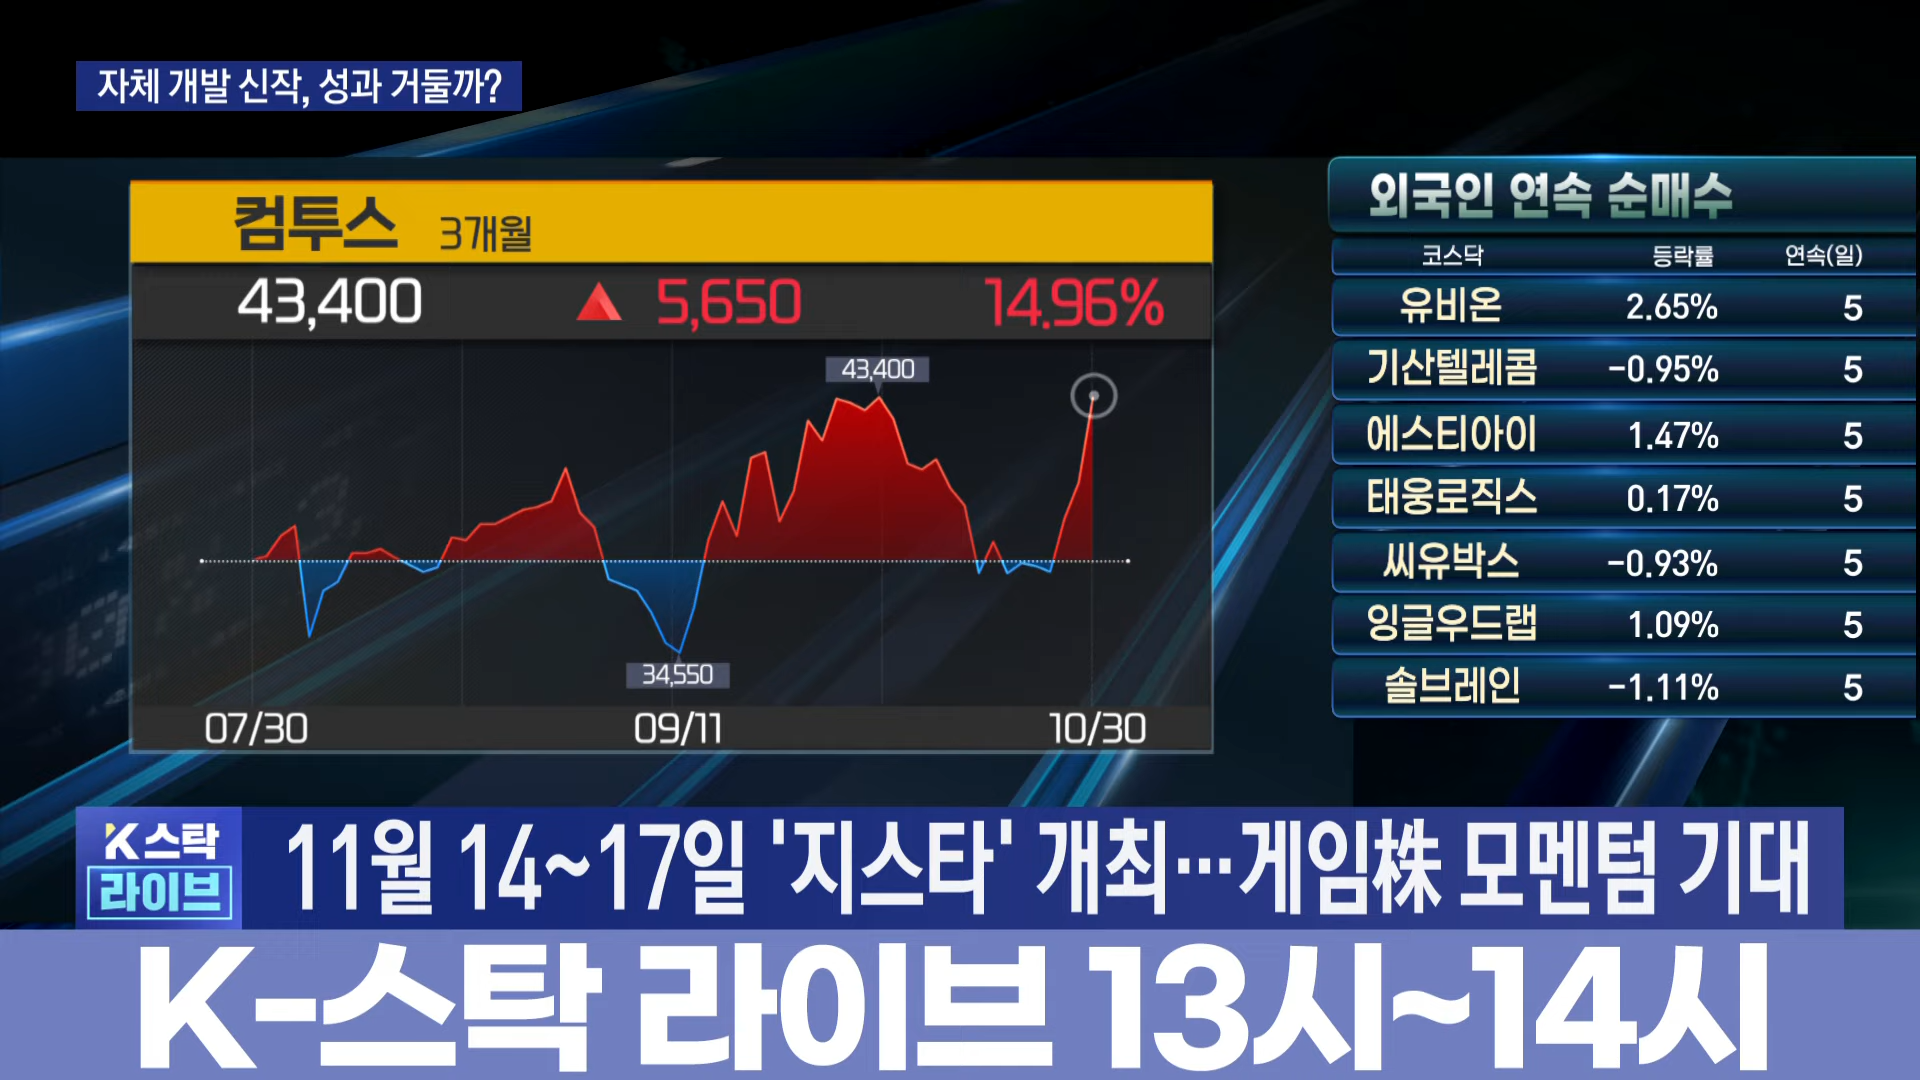 자체 개발 신작, 성과 거둘까?
컴투스 3개월
43,400 ▲ 5,650 14.96%
43,400
34,550
07/30 09/11 10/30
외국인 연속 순매수
코스닥 등락률 연속(일)
유비온 2.65% 5
기산텔레콤 -0.95% 5
에스티아이 1.47% 5
태웅로직스 0.17% 5
씨유박스 -0.93% 5
잉글우드랩 1.09% 5
솔브레인 -1.11% 5
K스탁
라이브
11월 14~17일 '지스타' 개최…게임株 모멘텀 기대
K-스탁 라이브 13시~14시